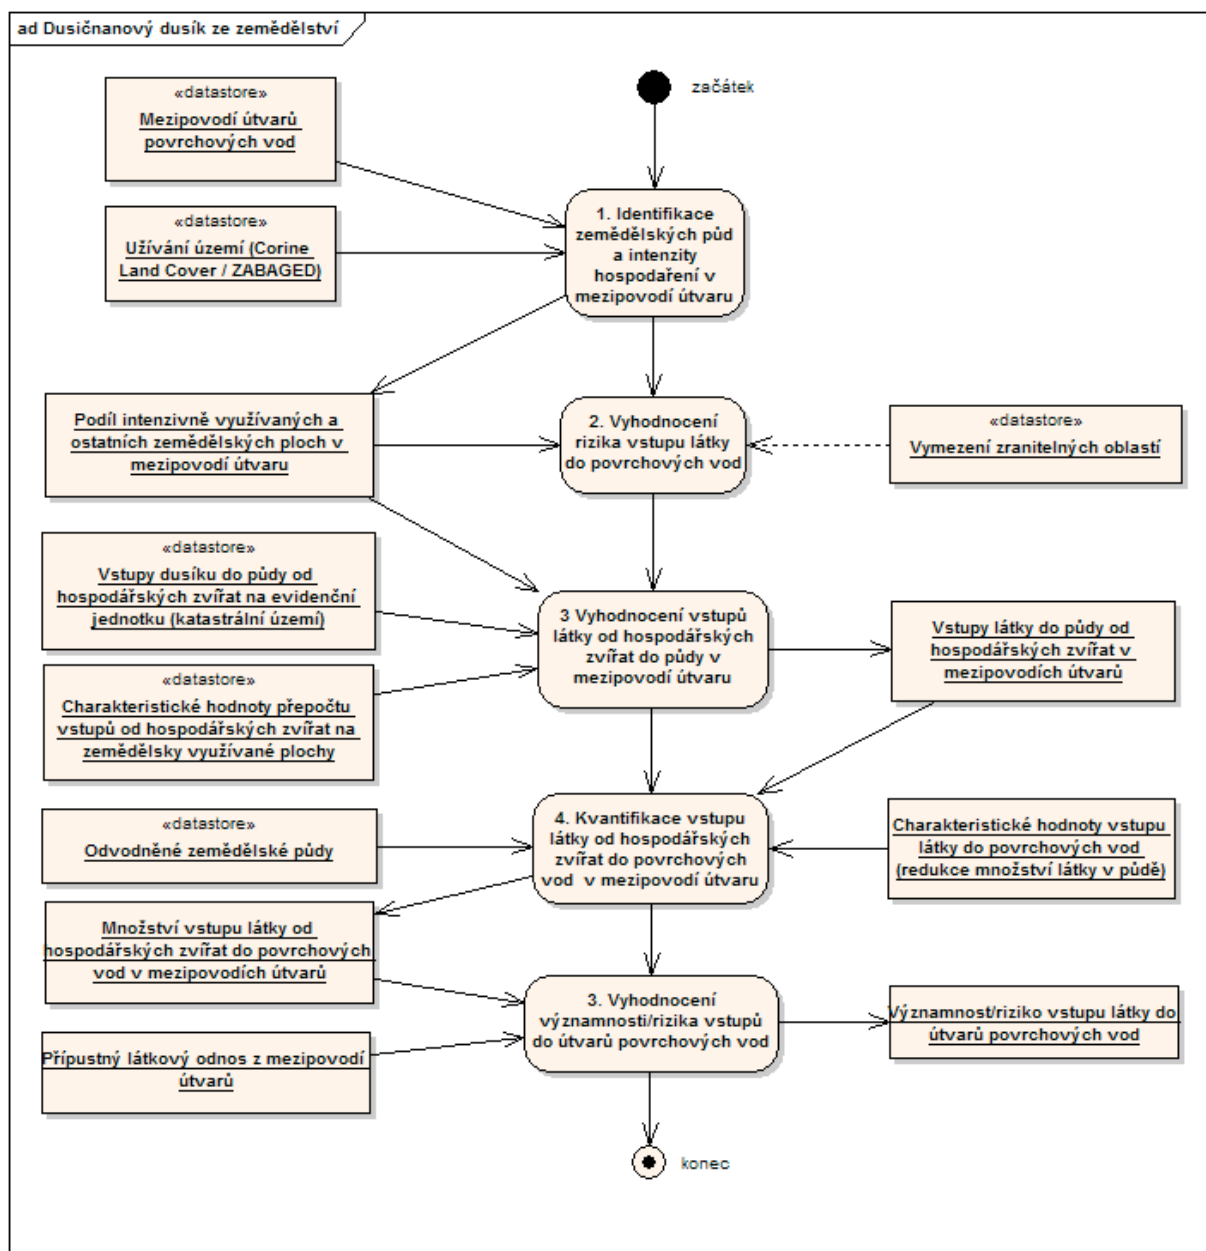 ad Dusičnanový dusík ze zemědělství
začátek
«datastore»
Mezipovodí útvarů
povrchových vod
«datastore»
Užívání území (Corine
Land Cover / ZABAGED)
1. Identifikace
zemědělských půd
a intenzity
hospodaření v
mezipovodí útvaru
Podíl intenzivně využívaných a
ostatních zemědělských ploch v
mezipovodí útvaru
2. Vyhodnocení
rizika vstupu látky
do povrchových vod
«datastore»
Vymezení zranitelných oblastí
«datastore»
Vstupy dusíku do půdy od
hospodářských zvířat na evidenční
jednotku (katastrální území)
3 Vyhodnocení vstupů
látky od hospodářských
zvířat do půdy v
mezipovodí útvaru
Vstupy látky do půdy od
hospodářských zvířat v
mezipovodích útvarů
«datastore»
Charakteristické hodnoty přepočtu
vstupů od hospodářských zvířat na
zemědělsky využívané plochy
«datastore»
Odvodněné zemědělské půdy
4. Kvantifikace vstupu
látky od hospodářských
zvířat do povrchových
vod v mezipovodí útvaru
Charakteristické hodnoty vstupu
látky do povrchových vod
(redukce množství látky v půdě)
Množství vstupu látky od
hospodářských zvířat do povrchových
vod v mezipovodích útvarů
3. Vyhodnocení
významnosti/rizika vstupů
do útvarů povrchových vod
Významnost/riziko vstupu látky do
útvarů povrchových vod
Přípustný látkový odnos z mezipovodí
útvarů
konec